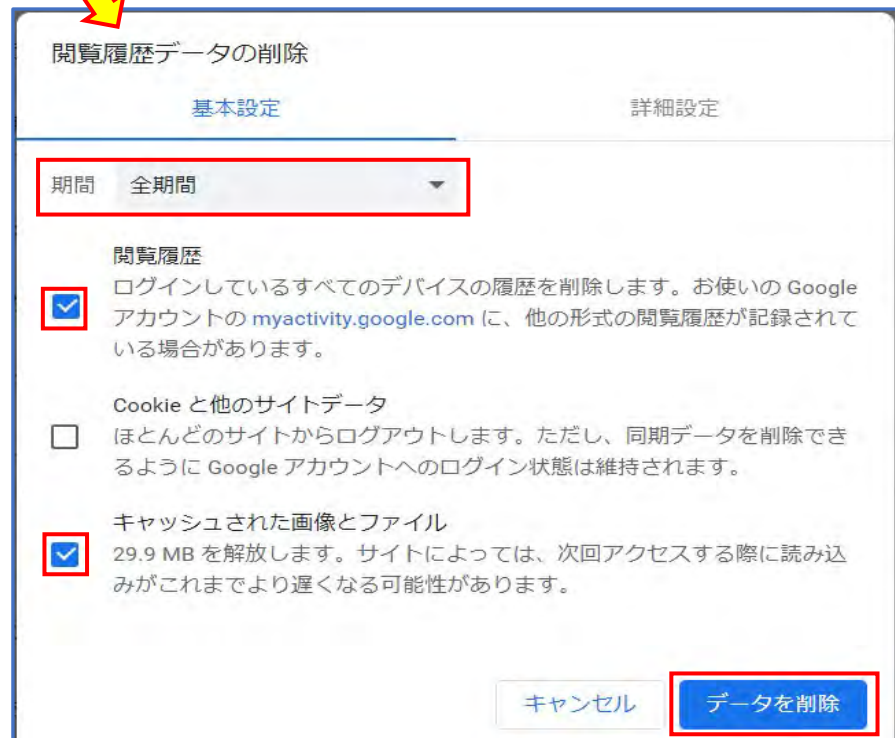 閲覧履歴データの削除
基本設定
詳細設定
期間 全期間
閲覧履歴
ログインしているすべてのデバイスの履歴を削除します。お使いの Google
アカウントの myactivity.google.com に、他の形式の閲覧履歴が記録されて
いる場合があります。
Cookie と他のサイトデータ
ほとんどのサイトからログアウトします。ただし、同期データを削除でき
るように Google アカウントへのログイン状態は維持されます。
キャッシュされた画像とファイル
29.9 MB を解放します。サイトによっては、次回アクセスする際に読み込
みがこれまでより遅くなる可能性があります。
キャンセル
データを削除